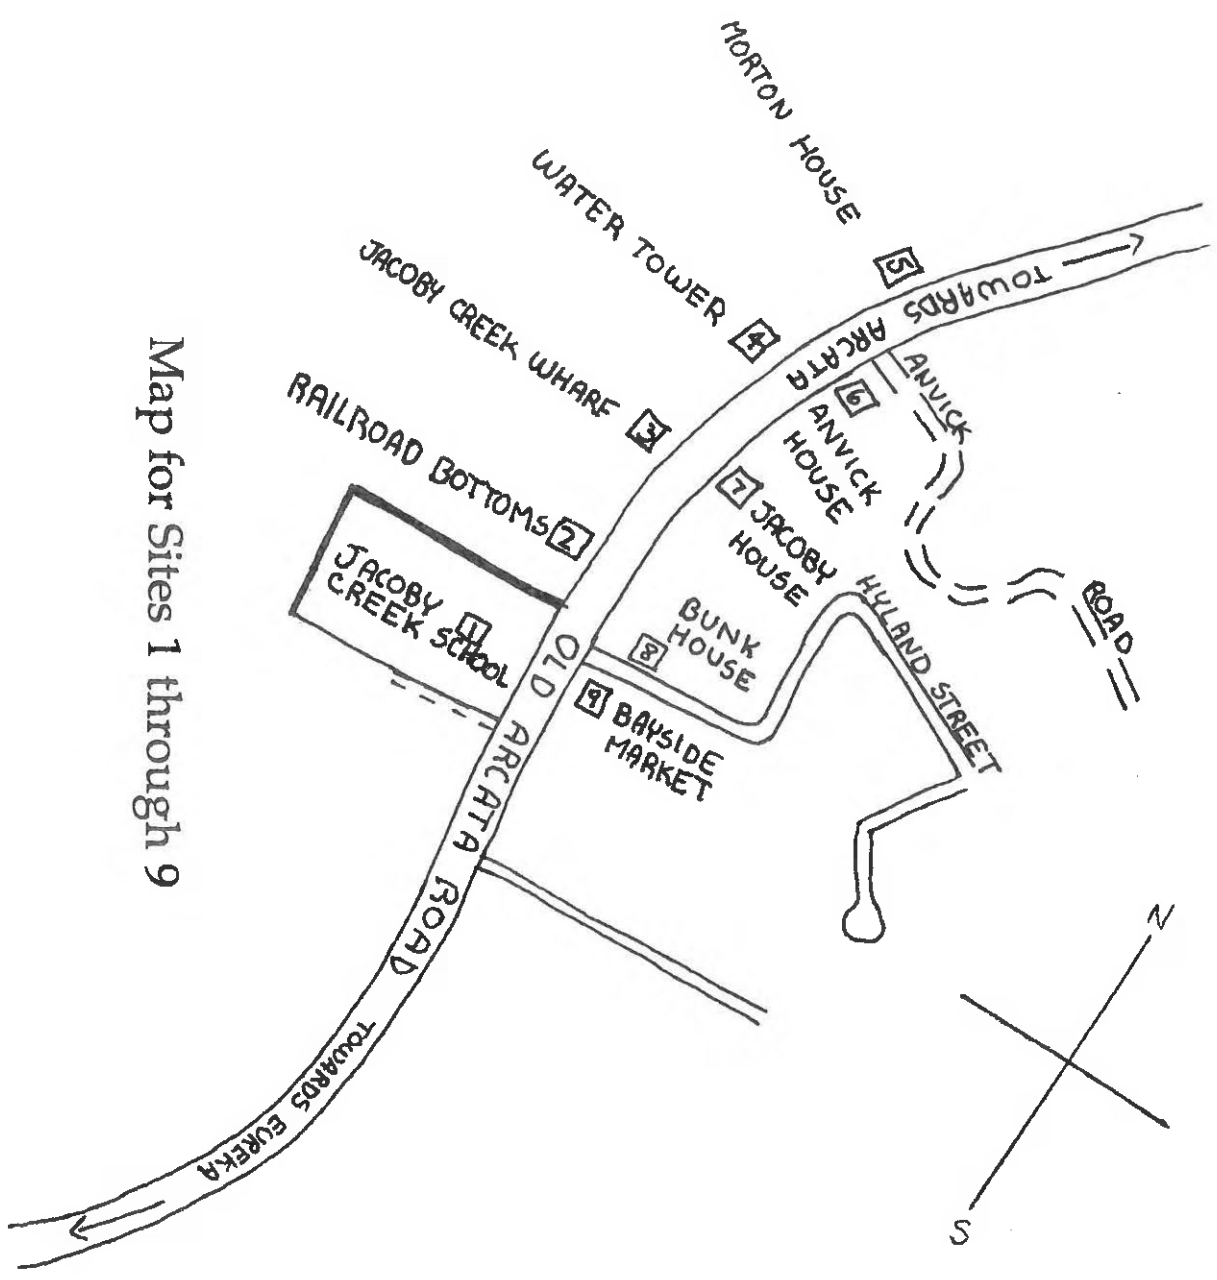 Map for Sites 1 through 9
MORTON HOUSE
5
WATER TOWER
4
JACOBY CREEK WHARF
3
RAILROAD BOTTOMS
2
JACOBY
CREEK SCHOOL
1
TOWARDS ARCATA
ANVICK
ROAD
6
ANVICK
HOUSE
7
JACOBY
HOUSE
HYLAND STREET
BUNK
HOUSE
8
9
BAYSIDE
MARKET
OLD ARCATA ROAD
TOWARDS EUREKA
N
S